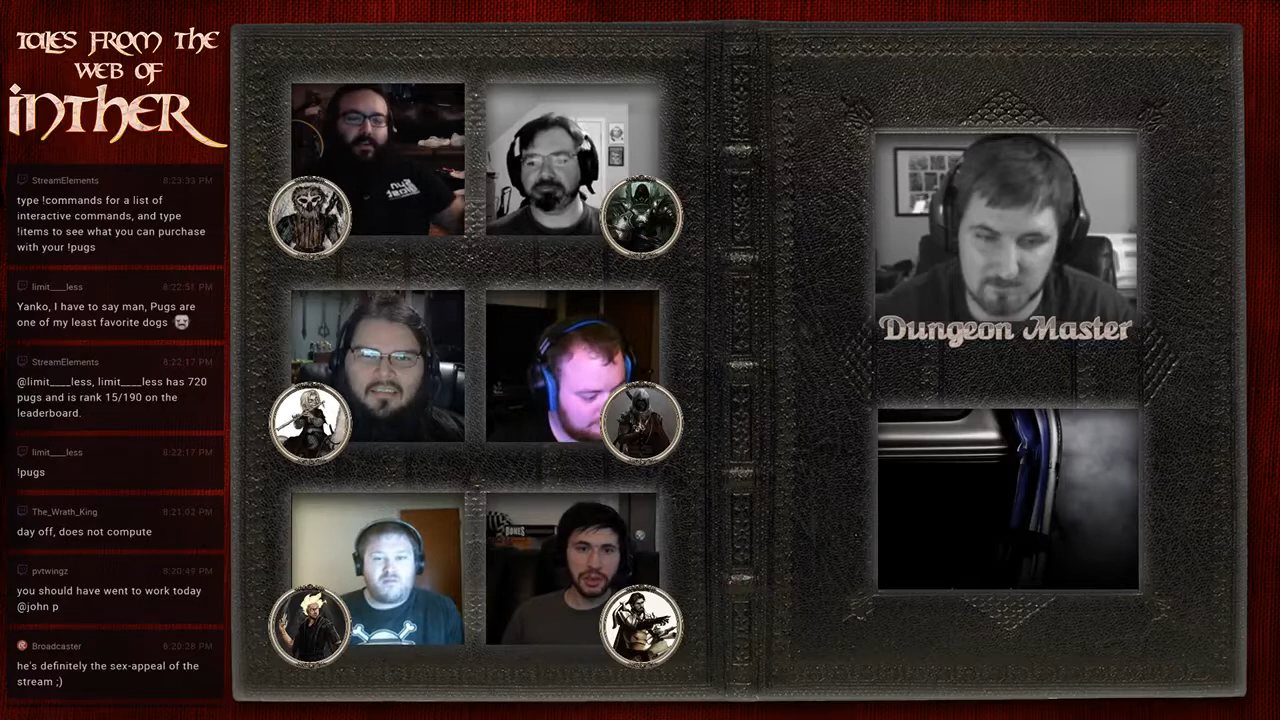 TALES FROM THE
WEB OF
INTHER
StreamElements 8:23:33 PM
type !commands for a list of
interactive commands, and type
!items to see what you can purchase
with your !pugs
limit____less 8:22:51 PM
Yanko, I have to say man, Pugs are
one of my least favorite dogs
StreamElements 8:22:17 PM
@limit____less, limit____less has 720
pugs and is rank 15/190 on the
leaderboard.
limit____less 8:22:17 PM
!pugs
The_Wrath_King 8:21:02 PM
day off, does not compute
pvtwingz 8:20:49 PM
you should have went to work today
@john p
Broadcaster 8:20:28 PM
he's definitely the sex-appeal of the
stream ;)
Dungeon Master
BONES